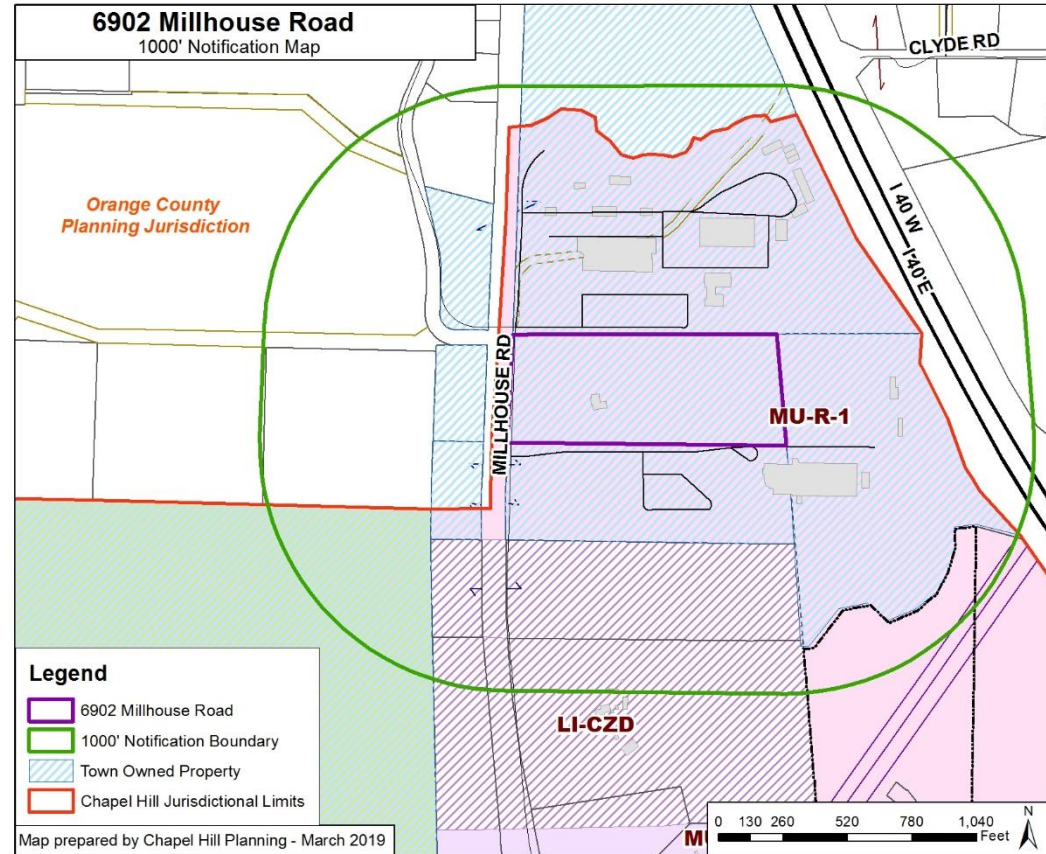 6902 Millhouse Road
1000' Notification Map
CLYDE RD
Orange County
Planning Jurisdiction
I 40 W
I 40 E
MILLHOUSE RD
MU-R-1
LI-CZD
Legend
6902 Millhouse Road
1000' Notification Boundary
Town Owned Property
Chapel Hill Jurisdictional Limits
Map prepared by Chapel Hill Planning - March 2019
0 130 260 520 780 1,040
Feet
N